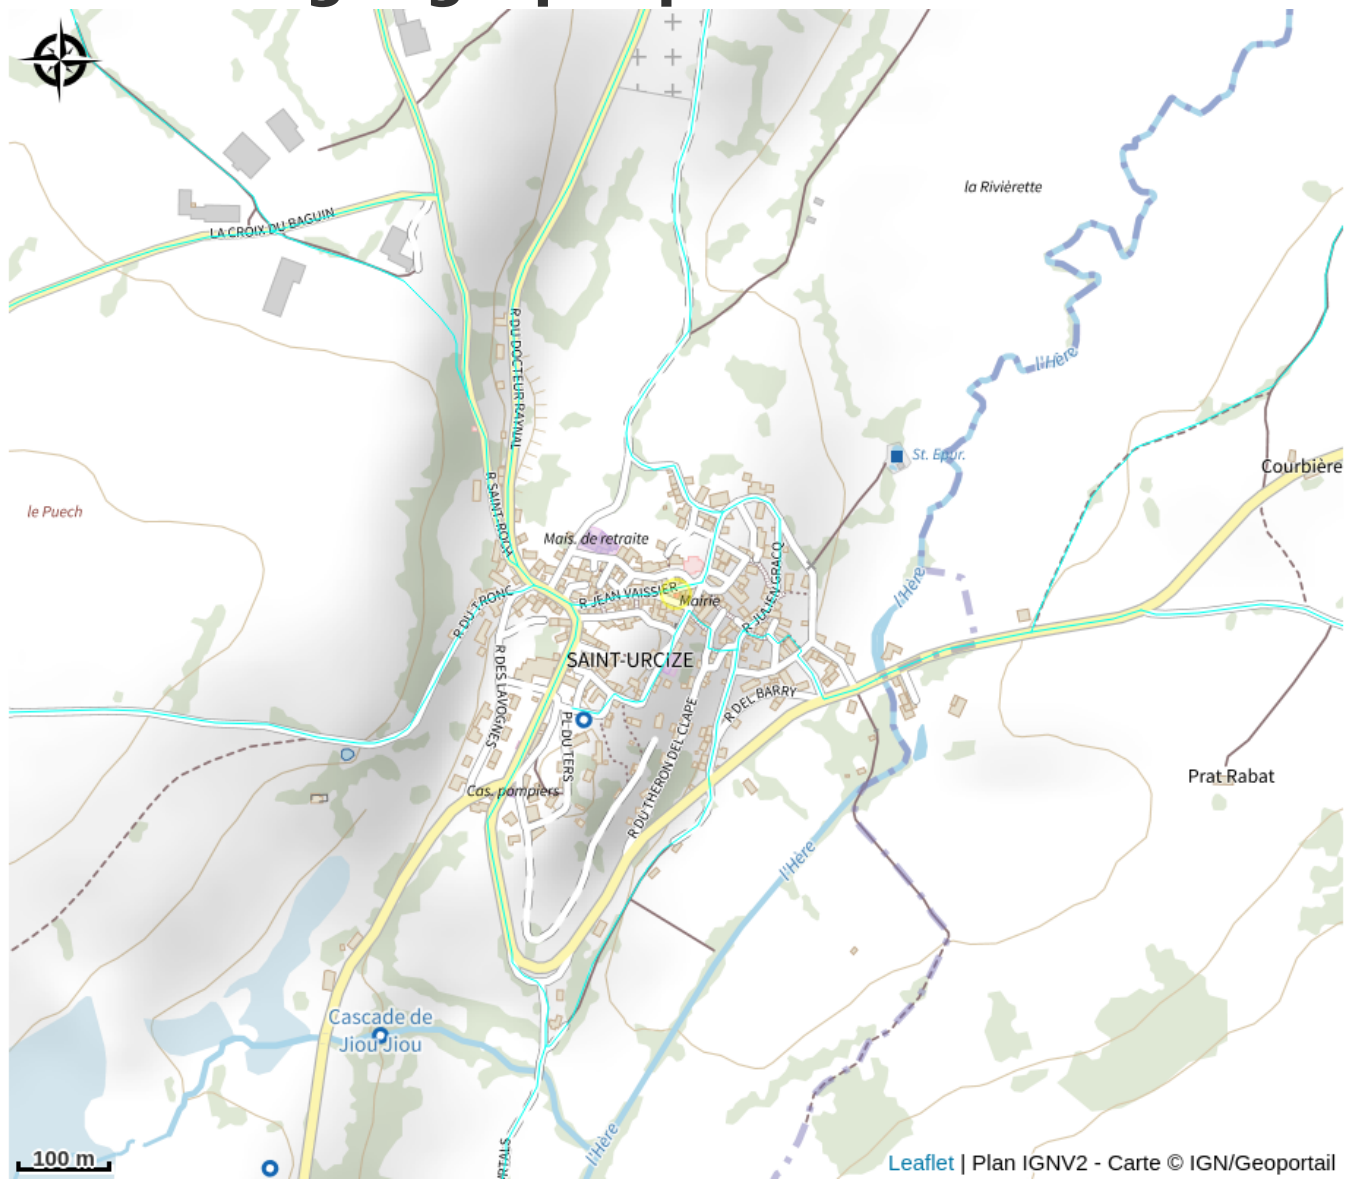 la Rivièrette
LA CROIX DU BAGUIN
R DU DOCTEUR RAYNAL
l'Hère
St. Epur.
Courbière
R SAINT-ROCH
le Puech
Mais. de retraite
R JULIEN GRACQ
l'Hère
R JEAN VAISSIER
Mairie
R DU TRONC
SAINT-URCIZE
R DES LAVOGNES
R DEL BARRY
PL DU TERS
R DU THERON DEL CLAPE
Prat Rabat
Cas. pompiers
l'Hère
Cascade de
Jiou Jiou
l'Hère
RTALS
100 m
Leaflet | Plan IGNV2 - Carte © IGN/Geoportail